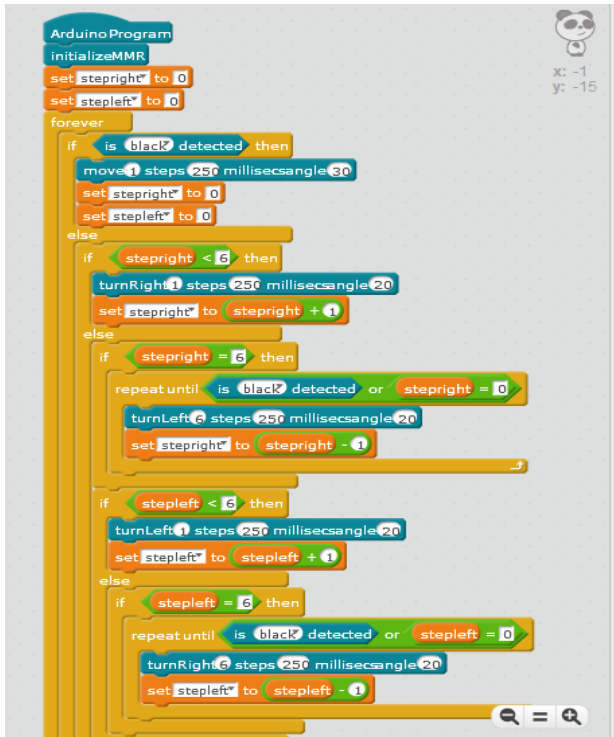 Arduino Program
initializeMMR
x: -1
y: -15
set stepright to 0
set stepleft to 0
forever
if is black detected then
move 1 steps 250 millisecsangle 30
set stepright to 0
set stepleft to 0
else
if stepright < 6 then
turnRight 1 steps 250 millisecsangle 20
set stepright to stepright + 1
else
if stepright = 6 then
repeat until is black detected or stepright = 0
turnLeft 6 steps 250 millisecsangle 20
set stepright to stepright - 1
if stepleft < 6 then
turnLeft 1 steps 250 millisecsangle 20
set stepleft to stepleft + 1
else
if stepleft = 6 then
repeat until is black detected or stepleft = 0
turnRight 6 steps 250 millisecsangle 20
set stepleft to stepleft - 1